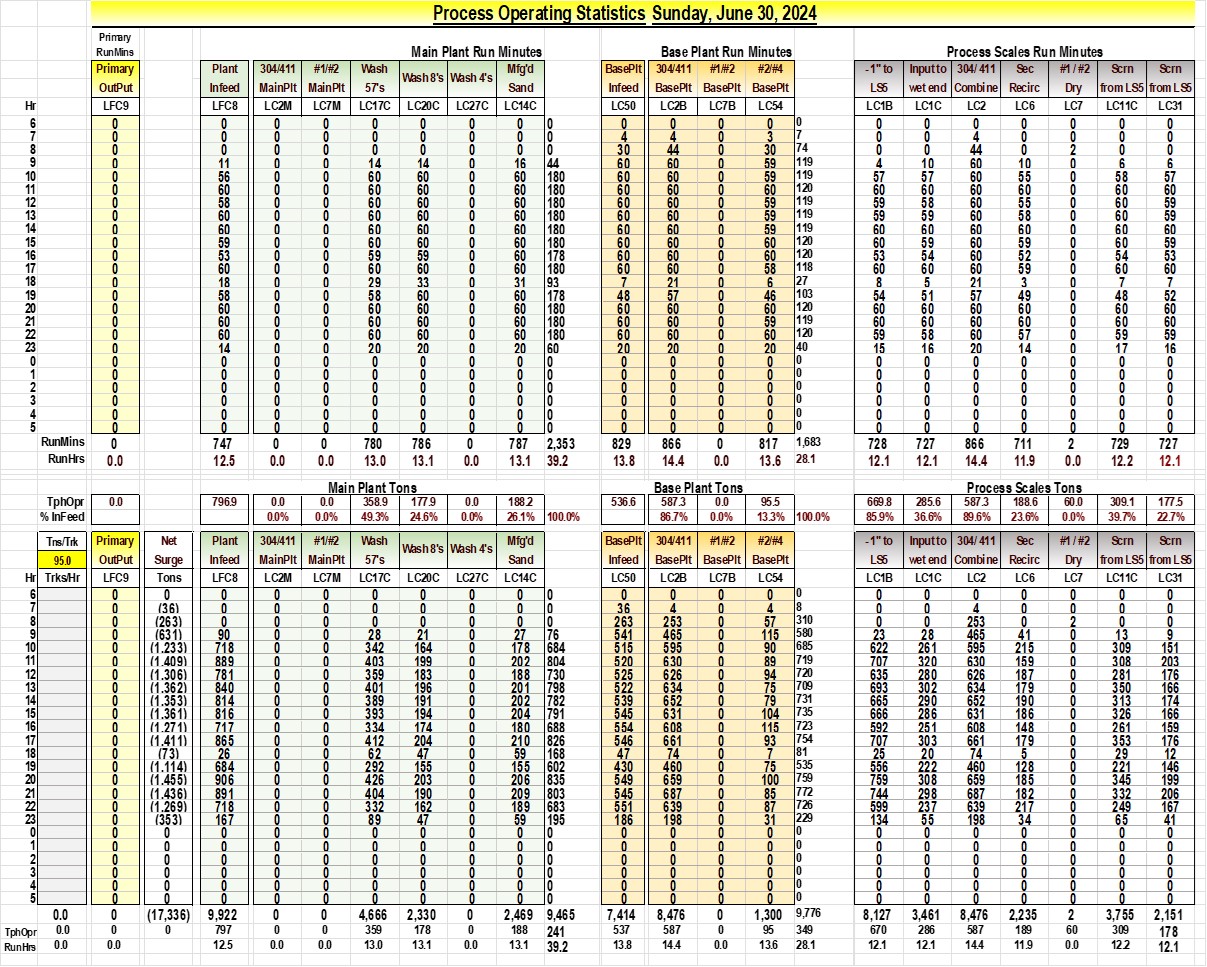 Process Operating Statistics Sunday, June 30, 2024
Primary
RunMins Main Plant Run Minutes Base Plant Run Minutes Process Scales Run Minutes
Primary Plant 304/411 #1/#2 Wash Wash 8's Wash 4's Mfg'd BasePlt 304/411 #1/#2 #2/#4 -1" to Input to 304/ 411 Sec #1 / #2 Scrn Scrn
OutPut Infeed MainPlt MainPlt 57's Sand Infeed BasePlt BasePlt BasePlt LS5 wet end Combine Recirc Dry from LS5 from LS5
Hr LFC9 LFC8 LC2M LC7M LC17C LC20C LC27C LC14C LC50 LC2B LC7B LC54 LC1B LC1C LC2 LC6 LC7 LC11C LC31
6 0 0 0 0 0 0 0 0 0 0 0 0 0 0 0 0 0 0 0 0 0
7 0 0 0 0 0 0 0 0 0 4 4 0 3 7 0 0 4 0 0 0 0
8 0 0 0 0 0 0 0 0 0 30 44 0 30 74 0 0 44 0 2 0 0
9 0 11 0 0 14 14 0 16 44 60 60 0 59 119 4 10 60 10 0 6 6
10 0 56 0 0 60 60 0 60 180 60 60 0 59 119 57 57 60 55 0 58 57
11 0 60 0 0 60 60 0 60 180 60 60 0 60 120 60 60 60 60 0 60 60
12 0 58 0 0 60 60 0 60 180 60 60 0 59 119 59 58 60 55 0 60 59
13 0 60 0 0 60 60 0 60 180 60 60 0 59 119 59 59 60 58 0 60 59
14 0 60 0 0 60 60 0 60 180 60 60 0 59 119 60 60 60 60 0 60 60
15 0 59 0 0 60 60 0 60 180 60 60 0 60 120 60 59 60 59 0 60 59
16 0 53 0 0 59 59 0 60 178 60 60 0 60 120 53 54 60 52 0 54 53
17 0 60 0 0 60 60 0 60 180 60 60 0 58 118 60 60 60 59 0 60 60
18 0 18 0 0 29 33 0 31 93 7 21 0 6 27 8 5 21 3 0 7 7
19 0 58 0 0 58 60 0 60 178 48 57 0 46 103 54 51 57 49 0 48 52
20 0 60 0 0 60 60 0 60 180 60 60 0 60 120 60 60 60 60 0 60 60
21 0 60 0 0 60 60 0 60 180 60 60 0 59 119 60 60 60 60 0 60 60
22 0 60 0 0 60 60 0 60 180 60 60 0 60 120 59 58 60 57 0 59 59
23 0 14 0 0 20 20 0 20 60 20 20 0 20 40 15 16 20 14 0 17 16
0 0 0 0 0 0 0 0 0 0 0 0 0 0 0 0 0 0 0 0 0 0
1 0 0 0 0 0 0 0 0 0 0 0 0 0 0 0 0 0 0 0 0 0
2 0 0 0 0 0 0 0 0 0 0 0 0 0 0 0 0 0 0 0 0 0
3 0 0 0 0 0 0 0 0 0 0 0 0 0 0 0 0 0 0 0 0 0
4 0 0 0 0 0 0 0 0 0 0 0 0 0 0 0 0 0 0 0 0 0
5 0 0 0 0 0 0 0 0 0 0 0 0 0 0 0 0 0 0 0 0 0
RunMins 0 747 0 0 780 786 0 787 2,353 829 866 0 817 1,683 728 727 866 711 2 729 727
RunHrs 0.0 12.5 0.0 0.0 13.0 13.1 0.0 13.1 39.2 13.8 14.4 0.0 13.6 28.1 12.1 12.1 14.4 11.9 0.0 12.2 12.1
Main Plant Tons Base Plant Tons Process Scales Tons
TphOpr 0.0 796.9 0.0 0.0 358.9 177.9 0.0 188.2 536.6 587.3 0.0 95.5 669.8 285.6 587.3 188.6 60.0 309.1 177.5
% InFeed 0.0% 0.0% 49.3% 24.6% 0.0% 26.1% 100.0% 86.7% 0.0% 13.3% 100.0% 85.9% 36.6% 89.6% 23.6% 0.0% 39.7% 22.7%
Tns/Trk Primary Net Plant 304/411 #1/#2 Wash Wash 8's Wash 4's Mfg'd BasePlt 304/411 #1/#2 #2/#4 -1" to Input to 304/ 411 Sec #1 / #2 Scrn Scrn
95.0 OutPut Surge Infeed MainPlt MainPlt 57's Sand Infeed BasePlt BasePlt BasePlt LS5 wet end Combine Recirc Dry from LS5 from LS5
Hr Trks/Hr LFC9 Tons LFC8 LC2M LC7M LC17C LC20C LC27C LC14C LC50 LC2B LC7B LC54 LC1B LC1C LC2 LC6 LC7 LC11C LC31
6 0 0 0 0 0 0 0 0 0 0 0 0 0 0 0 0 0 0 0 0 0 0
7 0 (36) 0 0 0 0 0 0 0 0 36 4 0 4 8 0 0 4 0 0 0 0
8 0 (263) 0 0 0 0 0 0 0 0 263 253 0 57 310 0 0 253 0 2 0 0
9 0 (631) 90 0 0 28 21 0 27 76 541 465 0 115 580 23 28 465 41 0 13 9
10 0 (1,233) 718 0 0 342 164 0 178 684 515 595 0 90 685 622 261 595 215 0 309 151
11 0 (1,409) 889 0 0 403 199 0 202 804 520 630 0 89 719 707 320 630 159 0 308 203
12 0 (1,306) 781 0 0 359 183 0 188 730 525 626 0 94 720 635 280 626 187 0 281 176
13 0 (1,362) 840 0 0 401 196 0 201 798 522 634 0 75 709 693 302 634 179 0 350 166
14 0 (1,353) 814 0 0 389 191 0 202 782 539 652 0 79 731 665 290 652 190 0 313 174
15 0 (1,361) 816 0 0 393 194 0 204 791 545 631 0 104 735 666 286 631 186 0 326 166
16 0 (1,271) 717 0 0 334 174 0 180 688 554 608 0 115 723 592 251 608 148 0 261 159
17 0 (1,411) 865 0 0 412 204 0 210 826 546 661 0 93 754 707 303 661 179 0 353 176
18 0 (73) 26 0 0 62 47 0 59 168 47 74 0 7 81 25 20 74 5 0 29 12
19 0 (1,114) 684 0 0 292 155 0 155 602 430 460 0 75 535 556 222 460 128 0 221 146
20 0 (1,455) 906 0 0 426 203 0 206 835 549 659 0 100 759 759 308 659 185 0 345 199
21 0 (1,436) 891 0 0 404 190 0 209 803 545 687 0 85 772 744 298 687 182 0 332 206
22 0 (1,269) 718 0 0 332 162 0 189 683 551 639 0 87 726 599 237 639 217 0 249 167
23 0 (353) 167 0 0 89 47 0 59 195 186 198 0 31 229 134 55 198 34 0 65 41
0 0 0 0 0 0 0 0 0 0 0 0 0 0 0 0 0 0 0 0 0 0 0
1 0 0 0 0 0 0 0 0 0 0 0 0 0 0 0 0 0 0 0 0 0 0
2 0 0 0 0 0 0 0 0 0 0 0 0 0 0 0 0 0 0 0 0 0 0
3 0 0 0 0 0 0 0 0 0 0 0 0 0 0 0 0 0 0 0 0 0 0
4 0 0 0 0 0 0 0 0 0 0 0 0 0 0 0 0 0 0 0 0 0 0
5 0 0 0 0 0 0 0 0 0 0 0 0 0 0 0 0 0 0 0 0 0 0
0.0 0 (17,336) 9,922 0 0 4,666 2,330 0 2,469 9,465 7,414 8,476 0 1,300 9,776 8,127 3,461 8,476 2,235 2 3,755 2,151
TphOpr 0.0 0 0 797 0 0 359 178 0 188 241 537 587 0 95 349 670 286 587 189 60 309 178
RunHrs 0.0 0.0 12.5 0.0 0.0 13.0 13.1 0.0 13.1 39.2 13.8 14.4 0.0 13.6 28.1 12.1 12.1 14.4 11.9 0.0 12.2 12.1